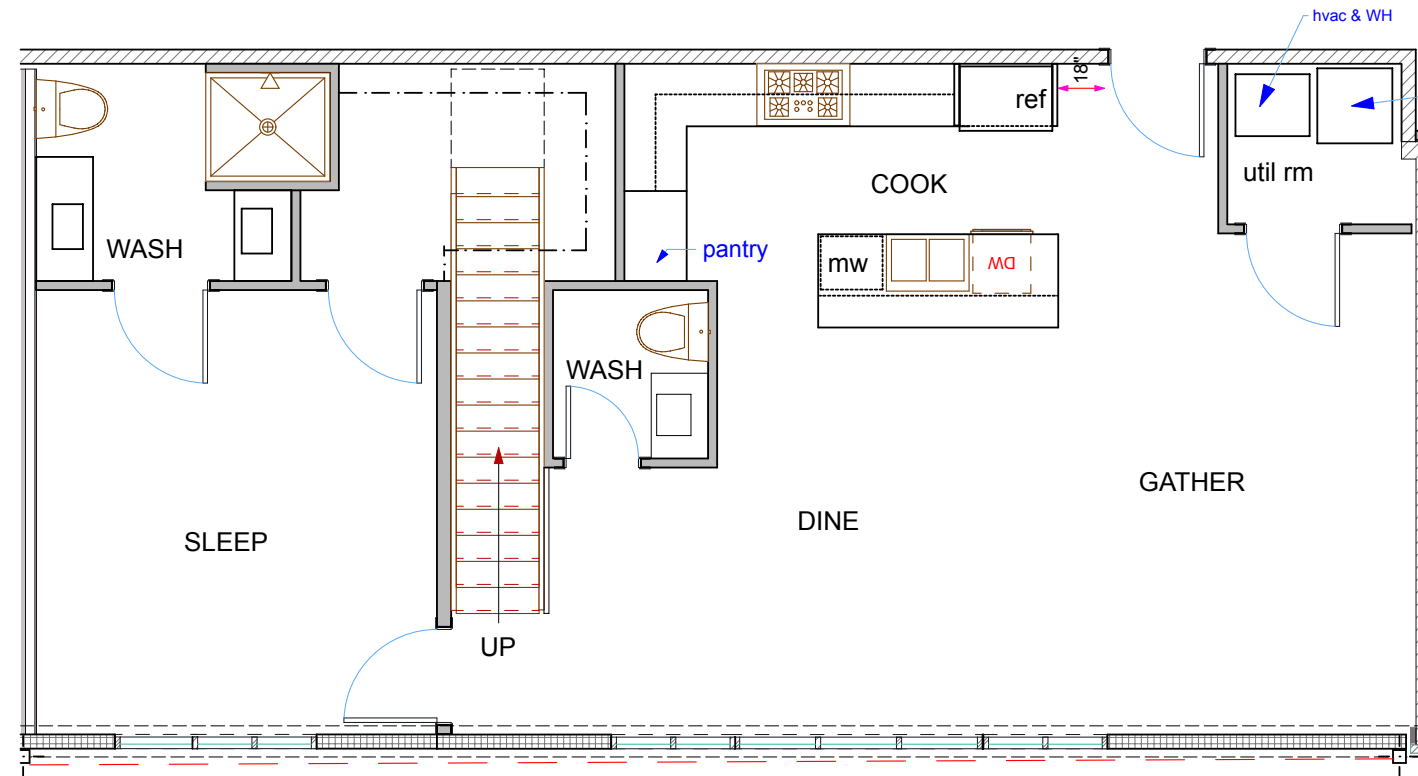 hvac & WH
18"
ref
util rm
COOK
WASH
pantry
mw
DW
WASH
GATHER
DINE
SLEEP
UP